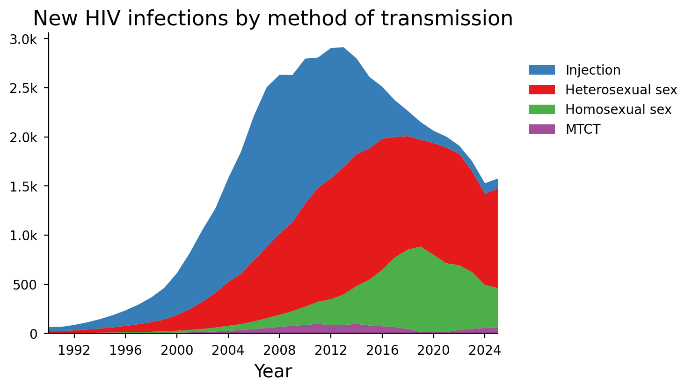 New HIV infections by method of transmission
3.0k
2.5k
2.0k
1.5k
1.0k
500
0
1992 1996 2000 2004 2008 2012 2016 2020 2024
Year
Injection
Heterosexual sex
Homosexual sex
MTCT